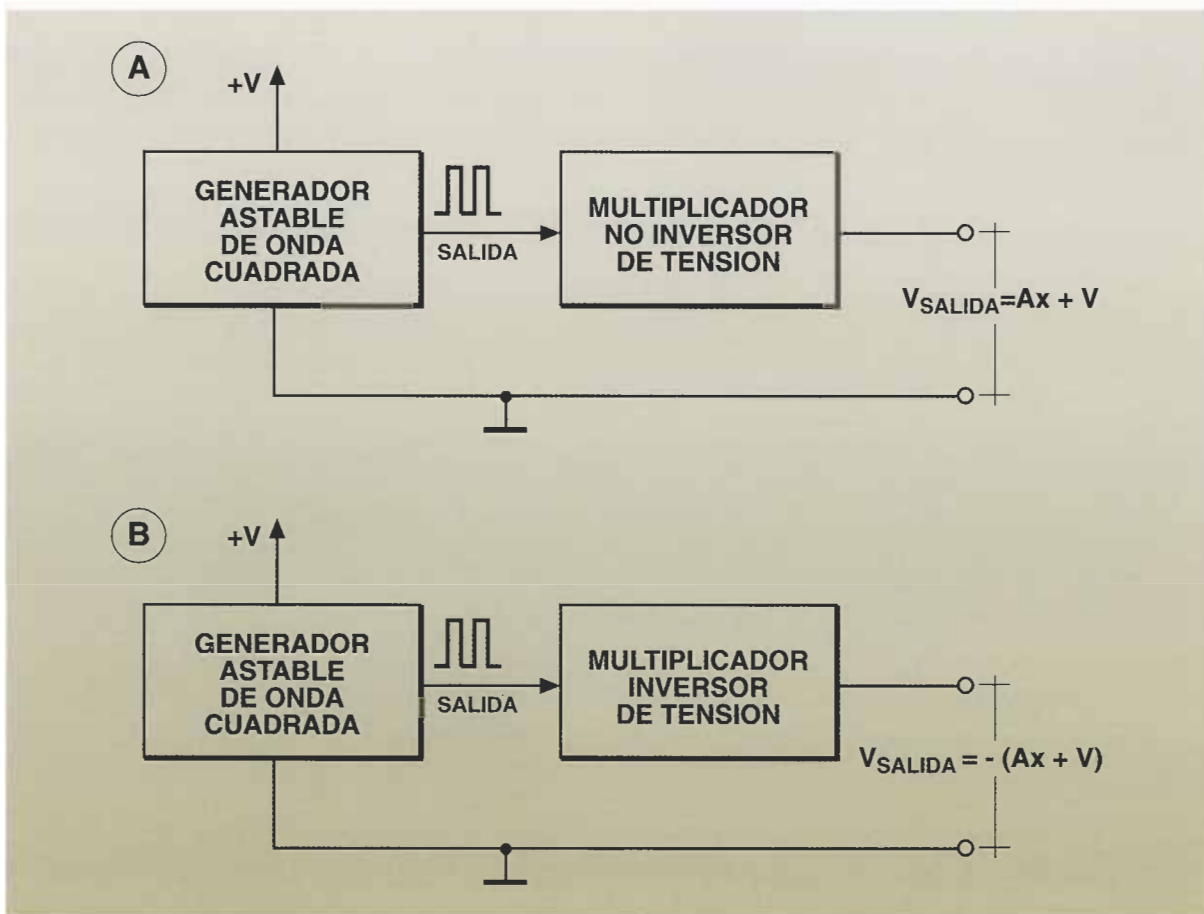 A
+V
GENERADOR
ASTABLE
DE ONDA
CUADRADA
SALIDA
MULTIPLICADOR
NO INVERSOR
DE TENSION
VSALIDA=Ax + V
B
+V
GENERADOR
ASTABLE
DE ONDA
CUADRADA
SALIDA
MULTIPLICADOR
INVERSOR
DE TENSION
VSALIDA = - (Ax + V)